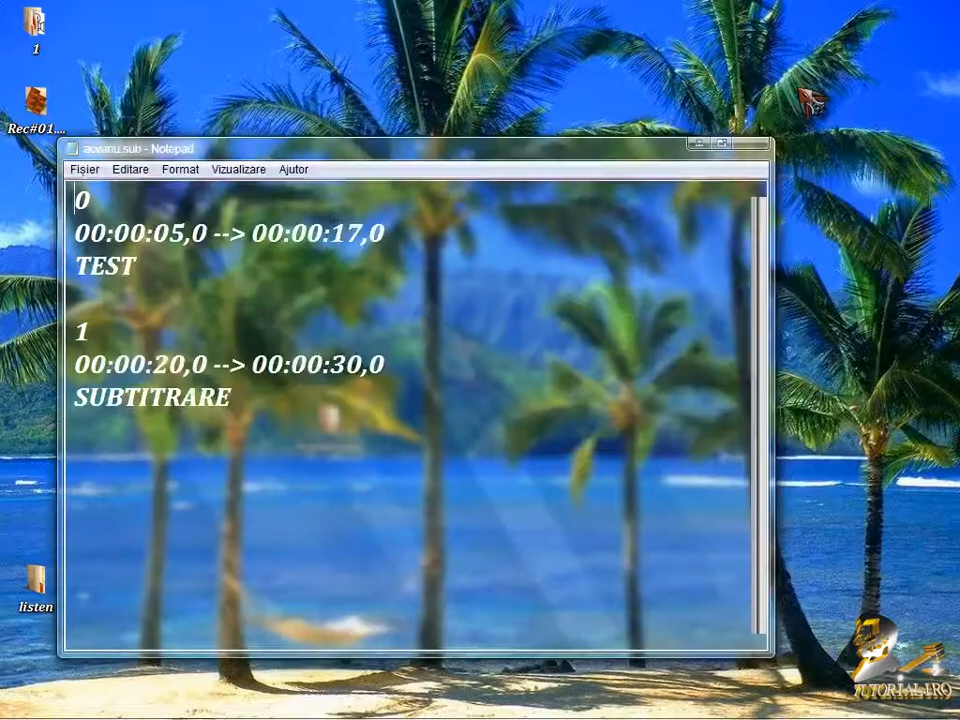 1
Rec#01....
.sub - Notepad
Fișier Editare Format Vizualizare Ajutor
0
00:00:05,0 --> 00:00:17,0
TEST
1
00:00:20,0 --> 00:00:30,0
SUBTITRARE
listen
TUTORIAL-I.RO